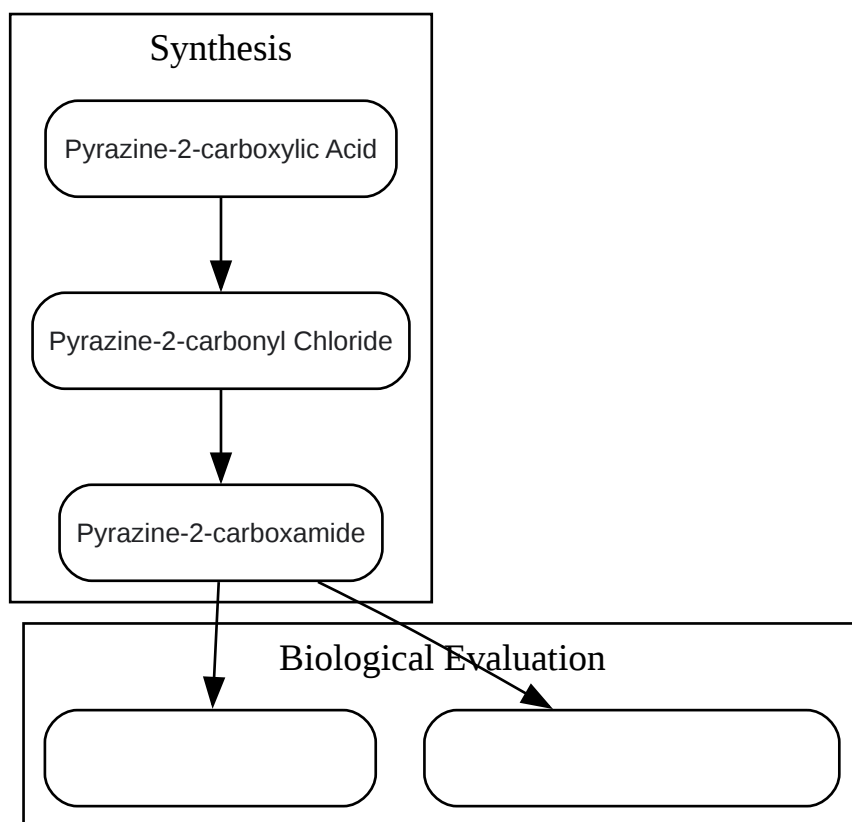 Synthesis
Pyrazine-2-carboxylic Acid
Pyrazine-2-carbonyl Chloride
Pyrazine-2-carboxamide
Biological Evaluation